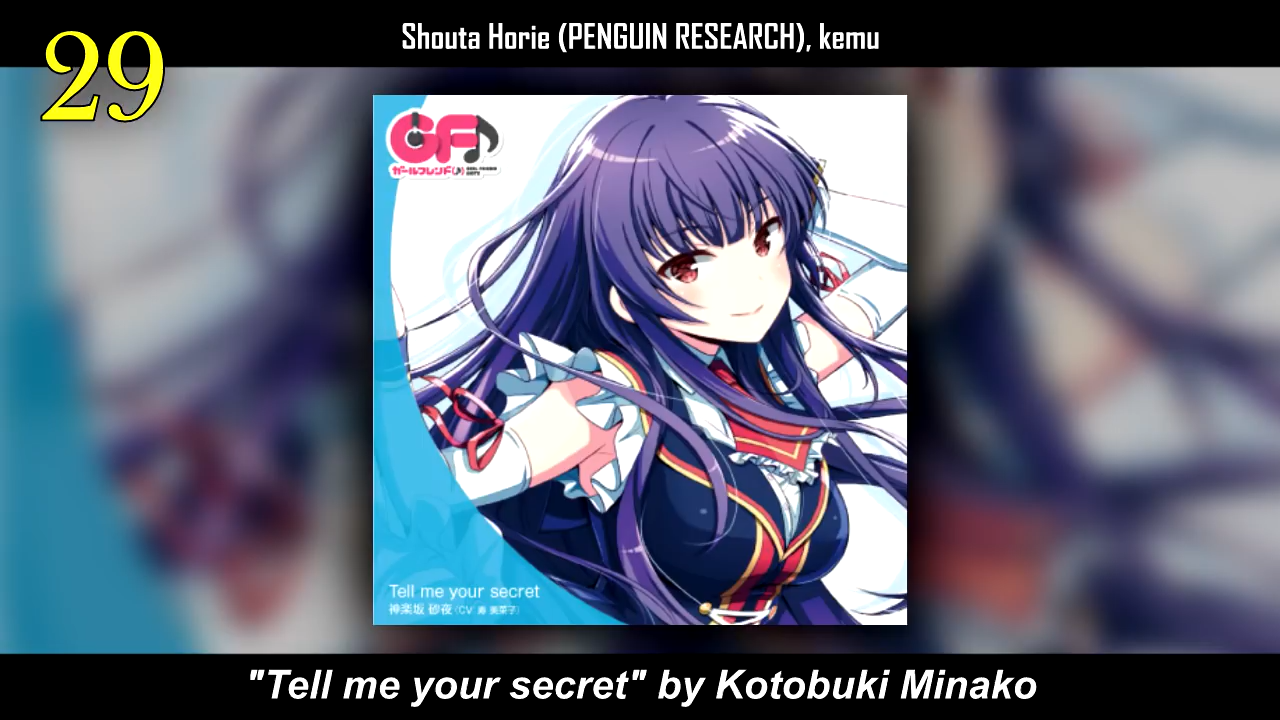 Shouta Horie (PENGUIN RESEARCH), kemu
29
GF
ガールフレンド(♪)
Tell me your secret
神楽坂 砂夜 (CV 寿 美菜子)
"Tell me your secret" by Kotobuki Minako